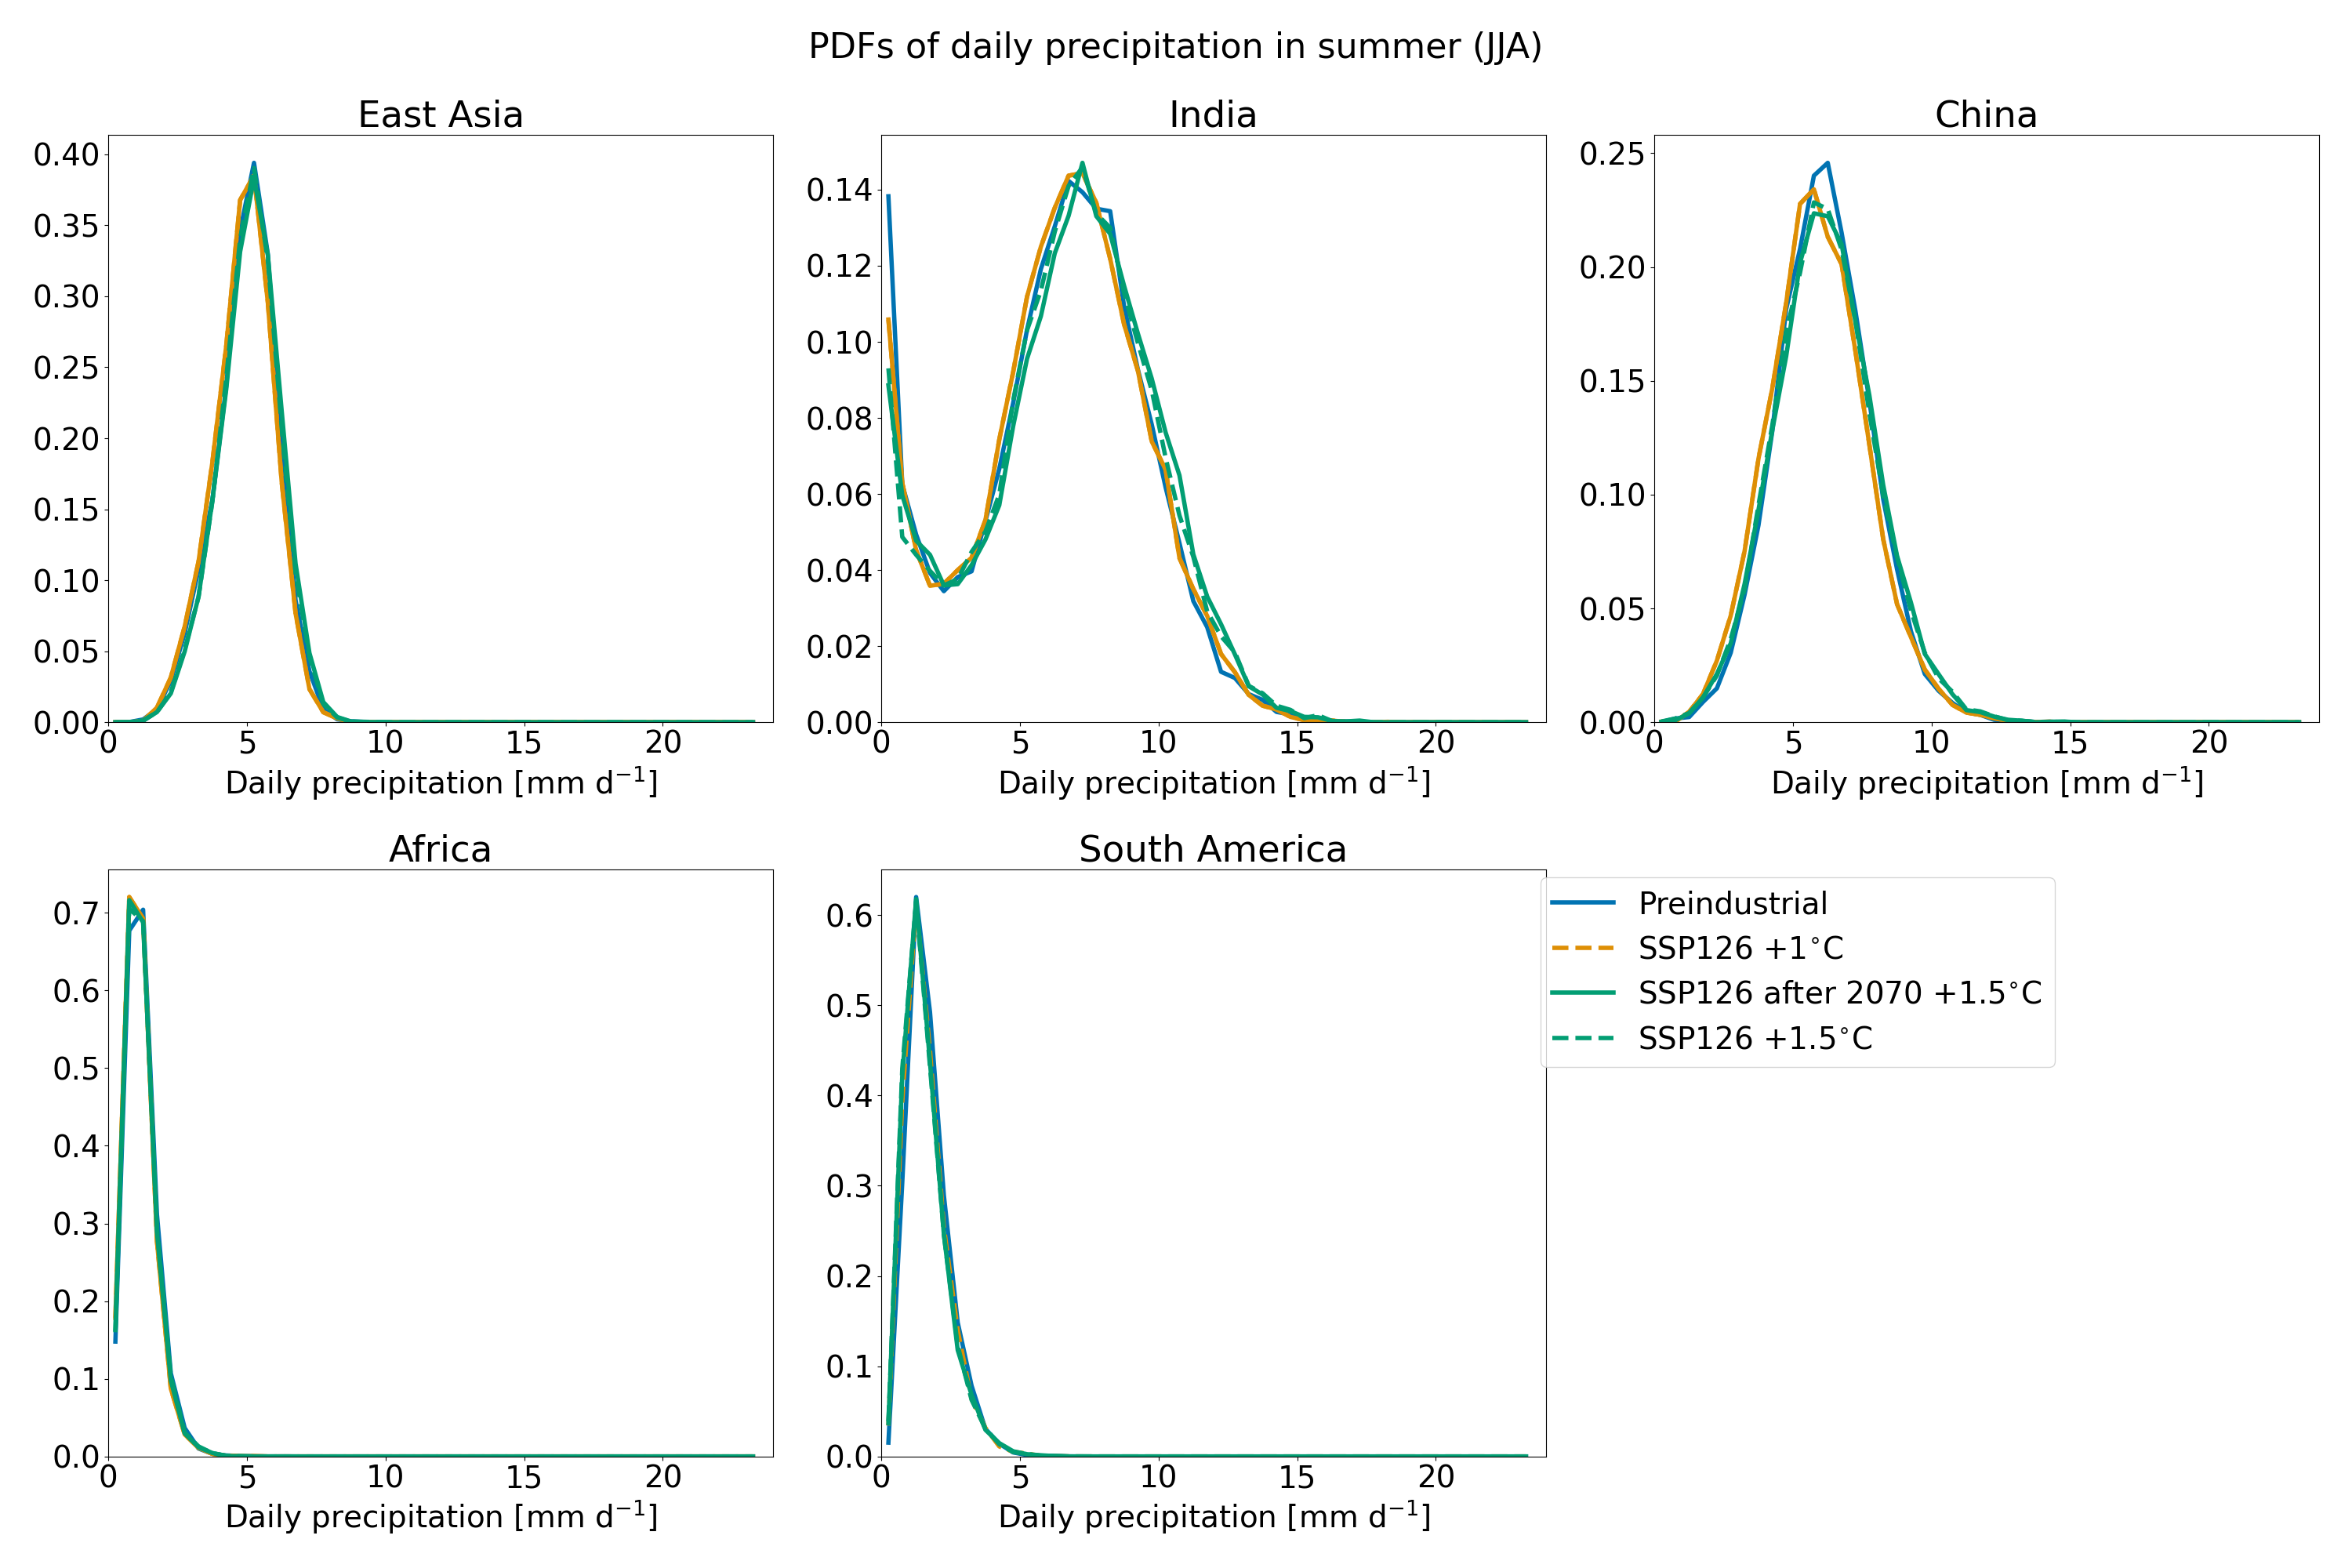 PDFs of daily precipitation in summer (JJA)
East Asia
0.40
0.35
0.30
0.25
0.20
0.15
0.10
0.05
0.00
0 5 10 15 20
Daily precipitation [mm d⁻¹]
India
0.14
0.12
0.10
0.08
0.06
0.04
0.02
0.00
0 5 10 15 20
Daily precipitation [mm d⁻¹]
China
0.25
0.20
0.15
0.10
0.05
0.00
0 5 10 15 20
Daily precipitation [mm d⁻¹]
Africa
0.7
0.6
0.5
0.4
0.3
0.2
0.1
0.0
0 5 10 15 20
Daily precipitation [mm d⁻¹]
South America
0.6
0.5
0.4
0.3
0.2
0.1
0.0
0 5 10 15 20
Daily precipitation [mm d⁻¹]
Preindustrial
SSP126 +1°C
SSP126 after 2070 +1.5°C
SSP126 +1.5°C